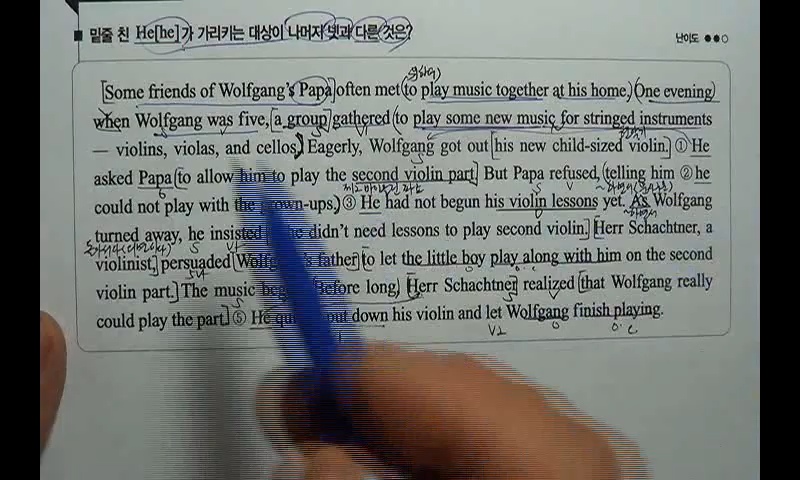 밑줄 친 He[he]가 가리키는 대상이 나머지 넷과 다른 것은?
난이도
[Some friends of Wolfgang's Papa] often met (to play music together at his home.) (One evening
when Wolfgang was five, [a group] gathered (to play some new music for stringed instruments
— violins, violas, and cellos.) Eagerly, Wolfgang got out [his new child-sized violin.] ① He
asked Papa (to allow him to play the second violin part.] But Papa refused, (telling him ② he
could not play with the grown-ups.) ③ He had not begun his violin lessons yet. As Wolfgang
turned away, he insisted he didn't need lessons to play second violin.] [Herr Schachtner, a
violinist,] persuaded [Wolfgang's father] to let the little boy play along with him on the second
violin part.] The music (Before long,) Herr Schachtner realized [that Wolfgang really
could play the part.] ⑤ He put down his violin and let Wolfgang finish playing.